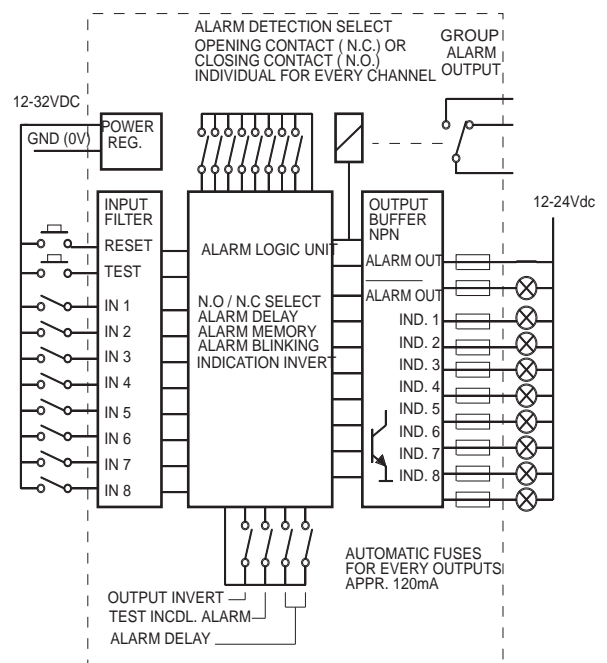 ALARM DETECTION SELECT
OPENING CONTACT ( N.C.) OR
CLOSING CONTACT ( N.O.)
INDIVIDUAL FOR EVERY CHANNEL
GROUP
ALARM
OUTPUT
12-32VDC
GND (0V)
POWER
REG.
INPUT
FILTER
RESET
TEST
IN 1
IN 2
IN 3
IN 4
IN 5
IN 6
IN 7
IN 8
ALARM LOGIC UNIT
N.O / N.C SELECT
ALARM DELAY
ALARM MEMORY
ALARM BLINKING
INDICATION INVERT
OUTPUT
BUFFER
NPN
ALARM OUT
ALARM OUT
IND. 1
IND. 2
IND. 3
IND. 4
IND. 5
IND. 6
IND. 7
IND. 8
12-24Vdc
AUTOMATIC FUSES
FOR EVERY OUTPUTS
APPR. 120mA
OUTPUT INVERT
TEST INCDL. ALARM
ALARM DELAY